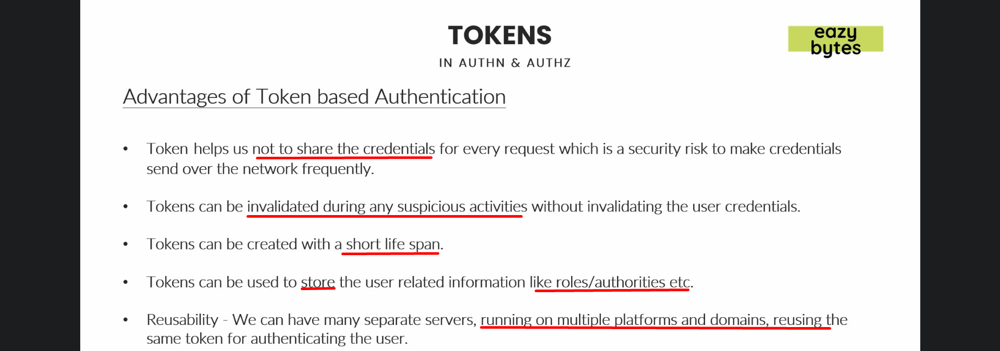 TOKENS
eazy
bytes
IN AUTHN & AUTHZ
Advantages of Token based Authentication
• Token helps us not to share the credentials for every request which is a security risk to make credentials
send over the network frequently.
• Tokens can be invalidated during any suspicious activities without invalidating the user credentials.
• Tokens can be created with a short life span.
• Tokens can be used to store the user related information like roles/authorities etc.
• Reusability - We can have many separate servers, running on multiple platforms and domains, reusing the
same token for authenticating the user.